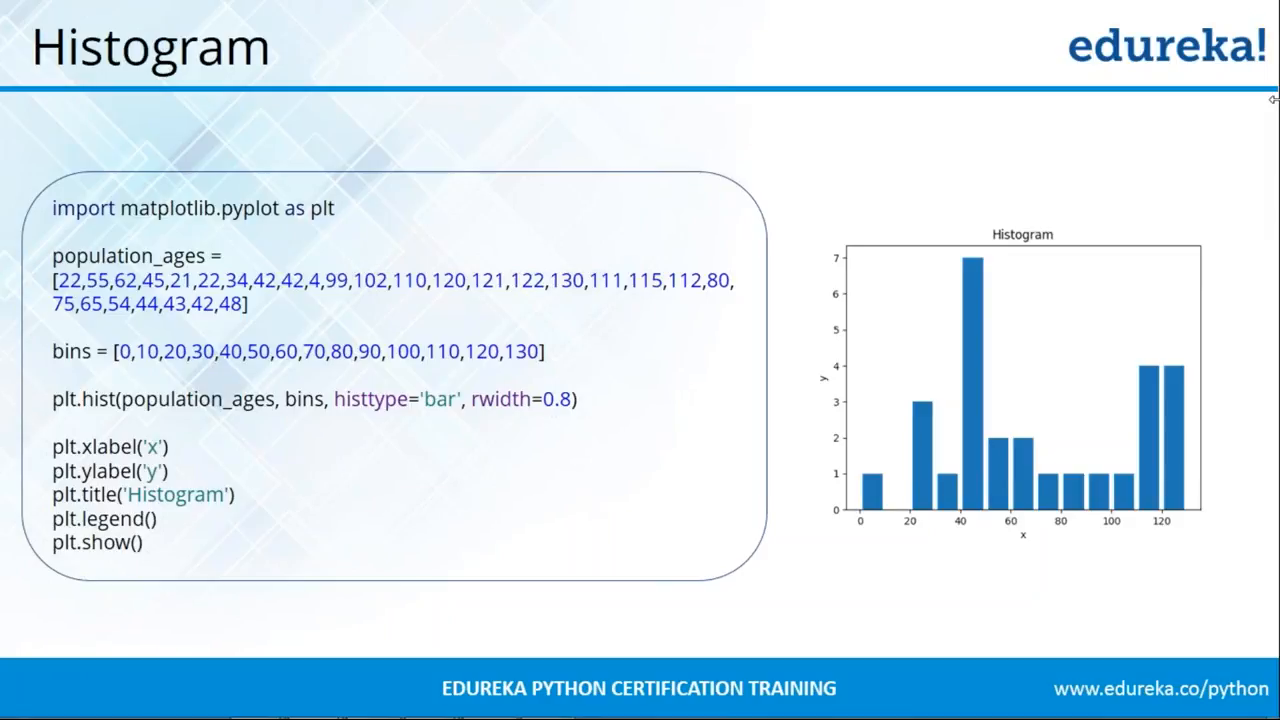 Histogram
edureka!
import matplotlib.pyplot as plt
population_ages =
[22,55,62,45,21,22,34,42,42,4,99,102,110,120,121,122,130,111,115,112,80,
75,65,54,44,43,42,48]
bins = [0,10,20,30,40,50,60,70,80,90,100,110,120,130]
plt.hist(population_ages, bins, histtype='bar', rwidth=0.8)
plt.xlabel('x')
plt.ylabel('y')
plt.title('Histogram')
plt.legend()
plt.show()
Histogram
7
6
5
4
3
2
1
0
y
0 20 40 60 80 100 120
x
EDUREKA PYTHON CERTIFICATION TRAINING
www.edureka.co/python